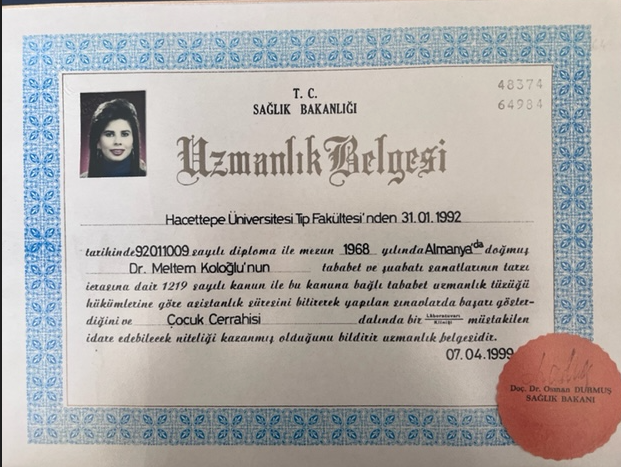 48374
64984
T. C.
SAĞLIK BAKANLIĞI
Uzmanlık Belgesi
Hacettepe Üniversitesi Tıp Fakültesi'nden 31.01.1992
tarihinde 92011009 sayılı diploma ile mezun 1968 yılında Almanya'da doğmuş
Dr. Meltem Koloğlu'nun tababet ve şuabatı sanatlarının tarzı
icrasına dair 1219 sayılı kanun ile bu kanuna bağlı tababet uzmanlık tüzüğü
hükümlerine göre asistanlık süresini bitirerek yapılan sınavlarda başarı göster-
diğini ve Çocuk Cerrahisi dalında bir Lâboratuvarı Kliniği müstakilen
idare edebilecek niteliği kazanmış olduğunu bildirir uzmanlık belgesidir.
07.04.1999
Doç. Dr. Osman DURMUŞ
SAĞLIK BAKANI